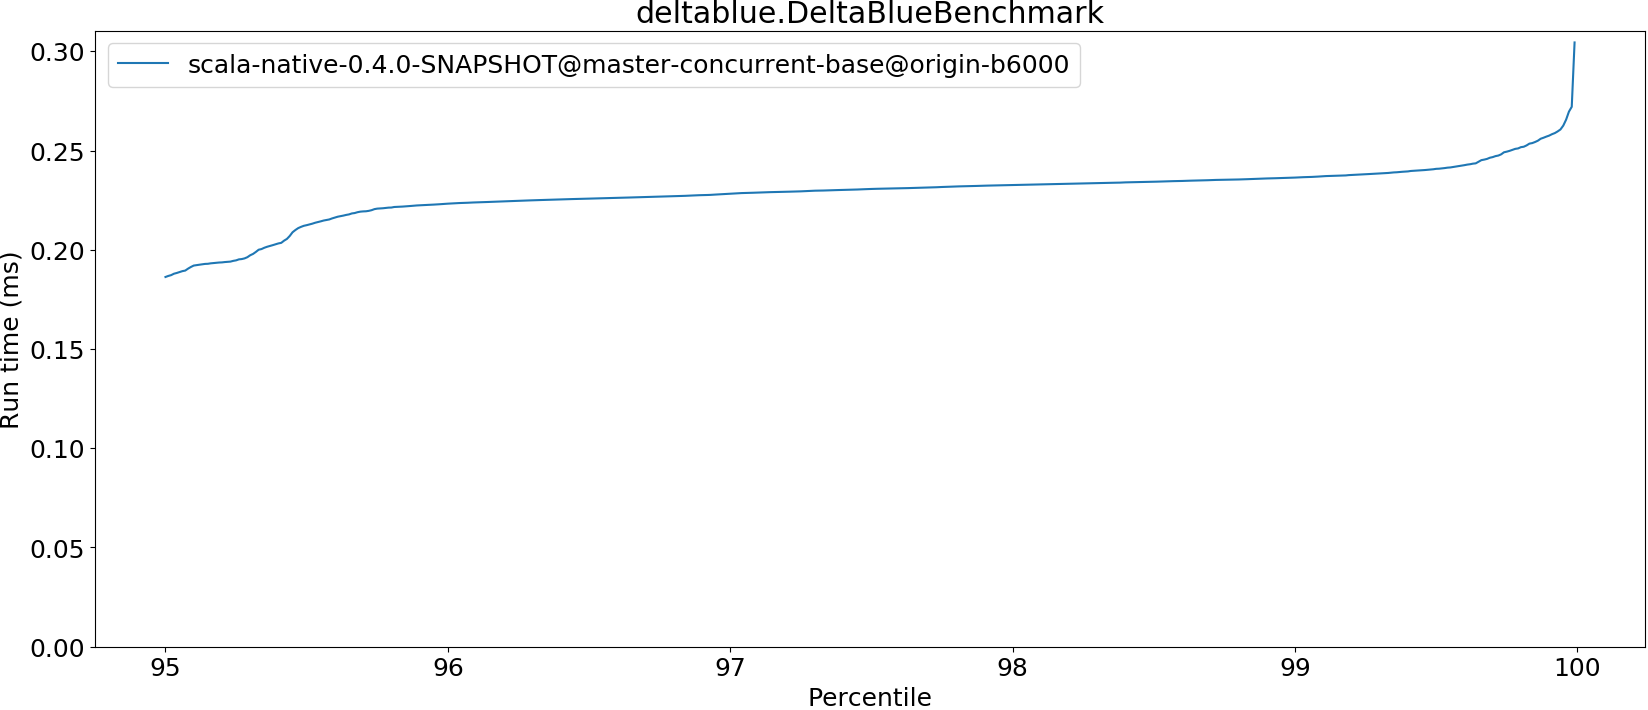 deltablue.DeltaBlueBenchmark
scala-native-0.4.0-SNAPSHOT@master-concurrent-base@origin-b6000
0.30
0.25
0.20
0.15
0.10
0.05
0.00
Run time (ms)
95 96 97 98 99 100
Percentile